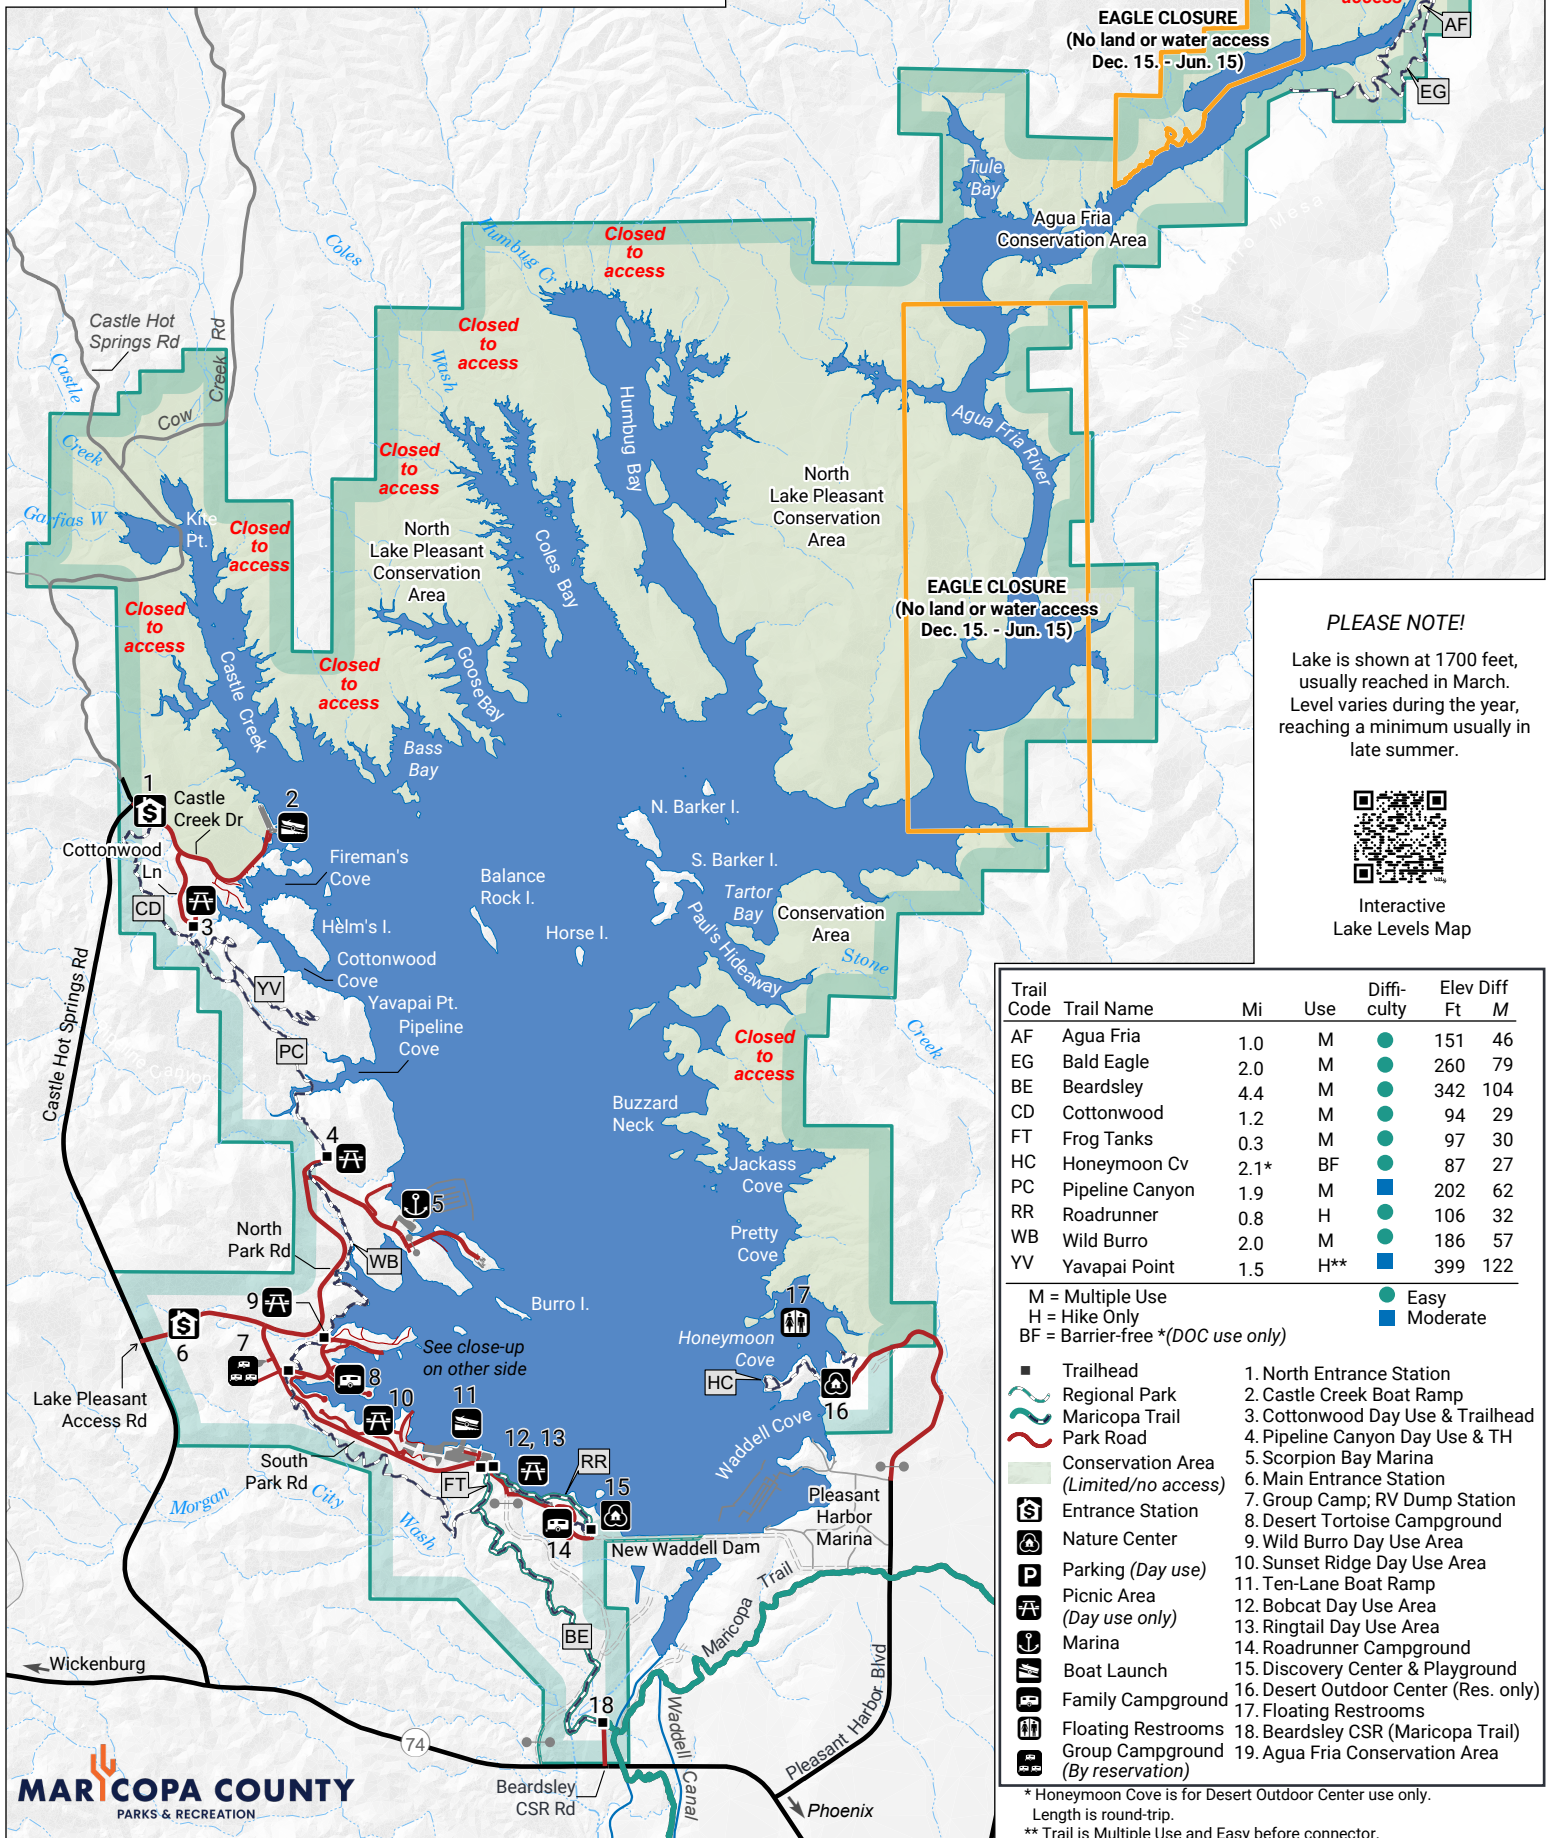 access
AF
EG
EAGLE CLOSURE
(No land or water access
Dec. 15. - Jun. 15)
Tule
Bay
Agua Fria
Conservation Area
Mesa
Humbug Cr
Closed
to
access
Coles
Wash
Closed
to
access
Castle Hot
Springs Rd
Cow
Creek
Rd
Castle
Creek
Garfias W
Kite
Pt.
Closed
to
access
Closed
to
access
Closed
to
access
Closed
to
access
North
Lake Pleasant
Conservation
Area
Humbug Bay
Coles Bay
North
Lake Pleasant
Conservation
Area
Agua Fria River
EAGLE CLOSURE
(No land or water access
Dec. 15. - Jun. 15)
Castle Creek
Goose Bay
Bass
Bay
PLEASE NOTE!
Lake is shown at 1700 feet,
usually reached in March.
Level varies during the year,
reaching a minimum usually in
late summer.
bitly
Interactive
Lake Levels Map
1
Castle
Creek Dr
2
Cottonwood
Ln
CD
3
Fireman's
Cove
Helm's I.
Cottonwood
Cove
Yavapai Pt.
YV
PC
Pipeline
Cove
Canyon
Castle Hot Springs Rd
N. Barker I.
S. Barker I.
Balance
Rock I.
Horse I.
Tartor
Bay
Conservation
Area
Paul's Hideaway
Stone
Creek
Closed
to
access
Buzzard
Neck
Jackass
Cove
Pretty
Cove
4
5
North
Park Rd
WB
9
Burro I.
6
7
See close-up
on other side
8
Lake Pleasant
Access Rd
10
11
12, 13
RR
FT
15
14
South
Park Rd
Morgan
City
Wash
17
Honeymoon
Cove
HC
16
Waddell Cove
Pleasant
Harbor
Marina
New Waddell Dam
Maricopa
Trail
BE
18
Wickenburg
74
Beardsley
CSR Rd
Waddell Canal
Pleasant Harbor Blvd
Phoenix
MARICOPA COUNTY
PARKS & RECREATION
Trail Code Trail Name Mi Use Diffi-culty Elev Diff Ft M
AF Agua Fria 1.0 M 151 46
EG Bald Eagle 2.0 M 260 79
BE Beardsley 4.4 M 342 104
CD Cottonwood 1.2 M 94 29
FT Frog Tanks 0.3 M 97 30
HC Honeymoon Cv 2.1* BF 87 27
PC Pipeline Canyon 1.9 M 202 62
RR Roadrunner 0.8 H 106 32
WB Wild Burro 2.0 M 186 57
YV Yavapai Point 1.5 H** 399 122
M = Multiple Use
H = Hike Only
BF = Barrier-free *(DOC use only)
Easy
Moderate
Trailhead
Regional Park
Maricopa Trail
Park Road
Conservation Area
(Limited/no access)
Entrance Station
Nature Center
P Parking (Day use)
Picnic Area
(Day use only)
Marina
Boat Launch
Family Campground
Floating Restrooms
Group Campground
(By reservation)
1. North Entrance Station
2. Castle Creek Boat Ramp
3. Cottonwood Day Use & Trailhead
4. Pipeline Canyon Day Use & TH
5. Scorpion Bay Marina
6. Main Entrance Station
7. Group Camp; RV Dump Station
8. Desert Tortoise Campground
9. Wild Burro Day Use Area
10. Sunset Ridge Day Use Area
11. Ten-Lane Boat Ramp
12. Bobcat Day Use Area
13. Ringtail Day Use Area
14. Roadrunner Campground
15. Discovery Center & Playground
16. Desert Outdoor Center (Res. only)
17. Floating Restrooms
18. Beardsley CSR (Maricopa Trail)
19. Agua Fria Conservation Area
* Honeymoon Cove is for Desert Outdoor Center use only.
Length is round-trip.
** Trail is Multiple Use and Easy before connector.